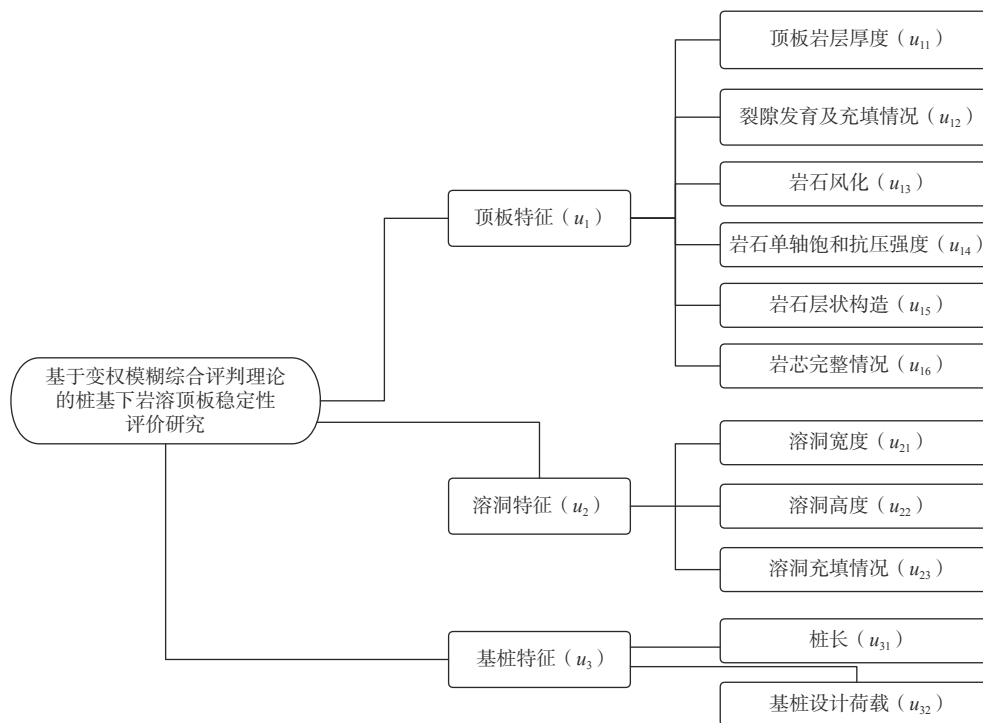 顶板岩层厚度（u11）
裂隙发育及充填情况（u12）
岩石风化（u13）
顶板特征（u1）
岩石单轴饱和抗压强度（u14）
岩石层状构造（u15）
岩芯完整情况（u16）
基于变权模糊综合评判理论
的桩基下岩溶顶板稳定性
评价研究
溶洞宽度（u21）
溶洞特征（u2）
溶洞高度（u22）
溶洞充填情况（u23）
基桩特征（u3）
桩长（u31）
基桩设计荷载（u32）